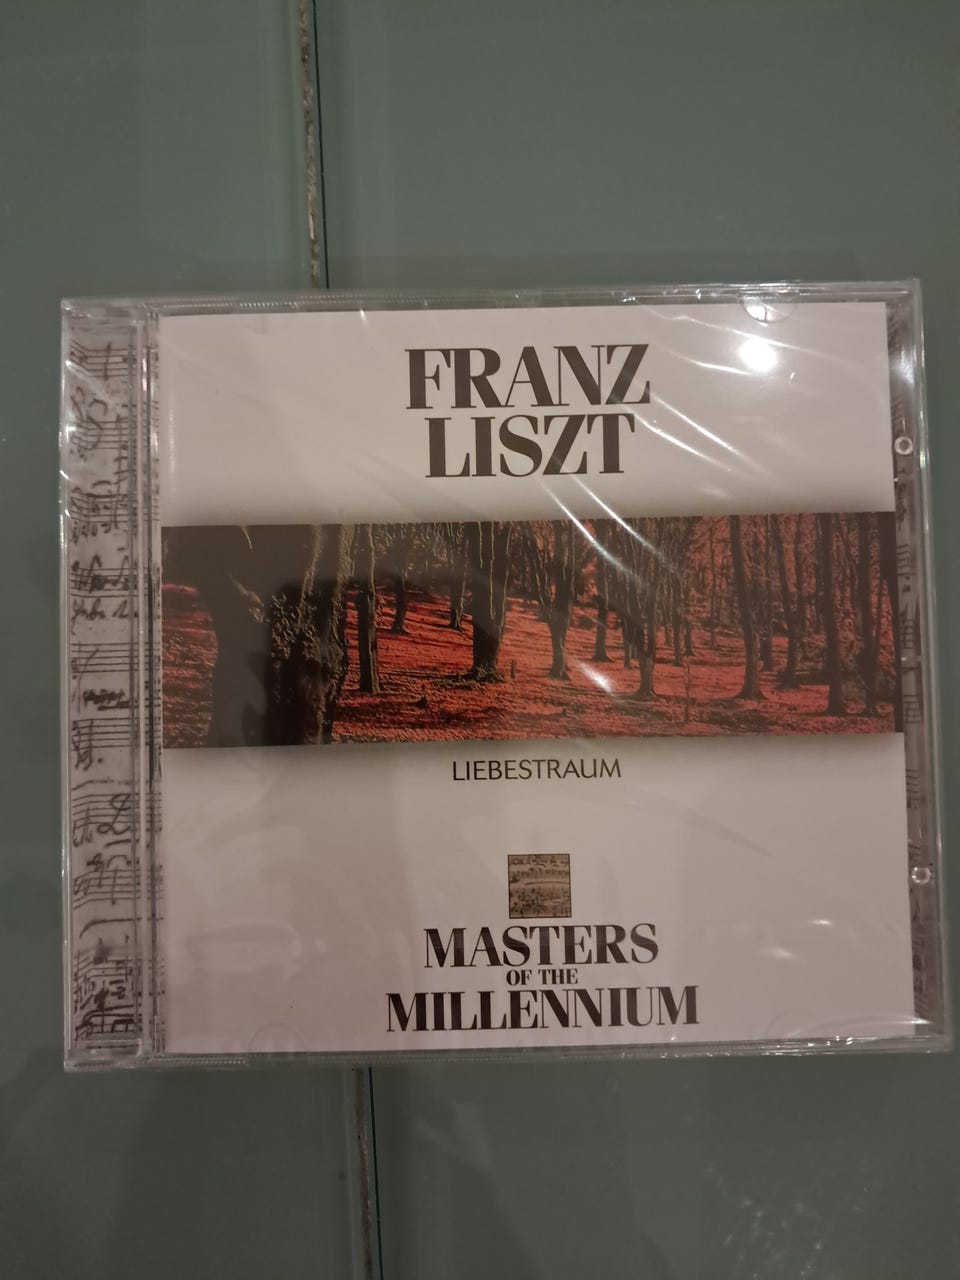 FRANZ
LISZT
LIEBESTRAUM
MASTERS
OF THE
MILLENNIUM